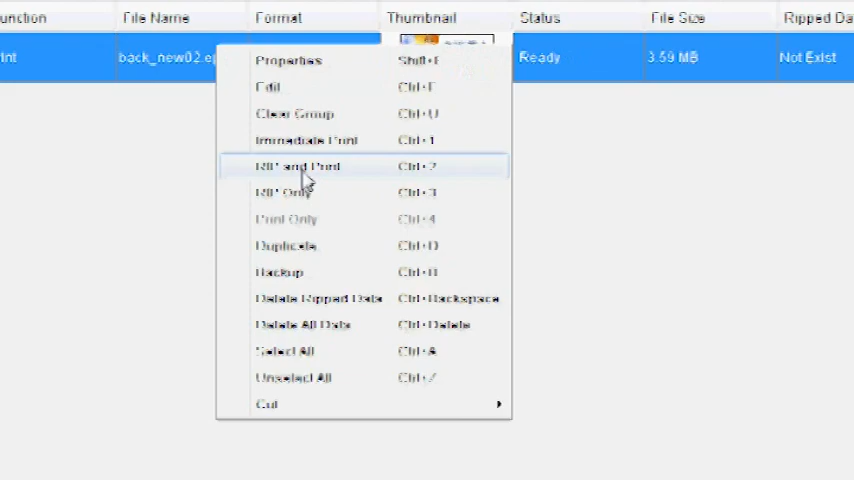 unction File Name Format Thumbnail Status File Size Ripped Da
int back_new02.ep Ready 3.59 MB Not Exist
Properties
Edit Ctrl+E
Clear Group Ctrl+U
Immediate Print Ctrl+1
RIP and Print Ctrl+2
RIP Only Ctrl+3
Print Only Ctrl+4
Duplicate Ctrl+D
Backup Ctrl+B
Delete Ripped Data Ctrl+Backspace
Delete All Data Ctrl+Delete
Select All Ctrl+A
Unselect All Ctrl+Z
Cut